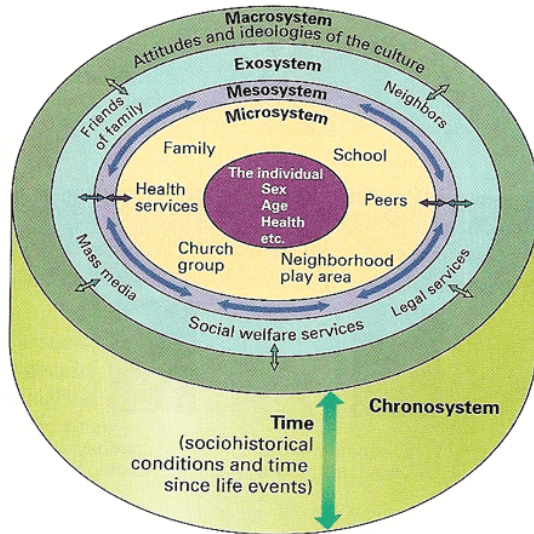 Macrosystem
Attitudes and ideologies of the culture
Exosystem
Mesosystem
Microsystem
Friends
of family
Neighbors
Family
School
The individual
Sex
Age
Health
etc.
Health
services
Peers
Church
group
Neighborhood
play area
Mass media
Legal services
Social welfare services
Time
(sociohistorical
conditions and time
since life events)
Chronosystem